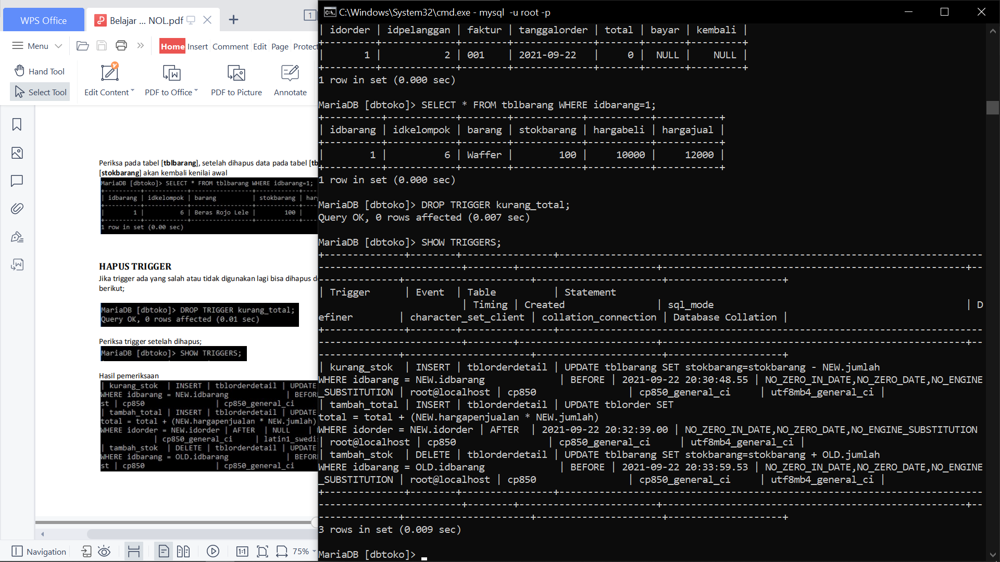 WPS Office
Belajar ... NOL.pdf
1
Menu
Home Insert Comment Edit Page Protect
Hand Tool
Select Tool
Edit Content
PDF to Office
PDF to Picture
Annotate
Periksa pada tabel [tblbarang], setelah dihapus data pada tabel [tb
[stokbarang] akan kembali kenilai awal
MariaDB [dbtoko]> SELECT * FROM tblbarang WHERE idbarang=1;
| idbarang | idkelompok | barang | stokbarang | har
| 1 | 6 | Beras Rojo Lele | 100 |
1 row in set (0.00 sec)
HAPUS TRIGGER
Jika trigger ada yang salah atau tidak digunakan lagi bisa dihapus d
berikut;
MariaDB [dbtoko]> DROP TRIGGER kurang_total;
Query OK, 0 rows affected (0.01 sec)
Periksa trigger setelah dihapus;
MariaDB [dbtoko]> SHOW TRIGGERS;
Hasil pemeriksaan
| kurang_stok | INSERT | tblorderdetail | UPDATE
WHERE idbarang = NEW.idbarang | BEFOR
st | cp850 | cp850_general_ci
| tambah_total | INSERT | tblorderdetail | UPDATE
total = total + (NEW.hargapenjualan * NEW.jumlah)
WHERE idorder = NEW.idorder | AFTER | NULL |
| cp850_general_ci | latin1_swedi
| tambah_stok | DELETE | tblorderdetail | UPDATE
WHERE idbarang = OLD.idbarang | BEFOR
st | cp850 | cp850_general_ci
Navigation
1:1
75%
C:\Windows\System32\cmd.exe - mysql -u root -p
| idorder | idpelanggan | faktur | tanggalorder | total | bayar | kembali |
+---------+-------------+--------+--------------+-------+-------+---------+
| 1 | 2 | 001 | 2021-09-22 | 0 | NULL | NULL |
+---------+-------------+--------+--------------+-------+-------+---------+
1 row in set (0.000 sec)
MariaDB [dbtoko]> SELECT * FROM tblbarang WHERE idbarang=1;
+----------+------------+--------+------------+-----------+-----------+
| idbarang | idkelompok | barang | stokbarang | hargabeli | hargajual |
+----------+------------+--------+------------+-----------+-----------+
| 1 | 6 | Waffer | 100 | 10000 | 12000 |
+----------+------------+--------+------------+-----------+-----------+
1 row in set (0.000 sec)
MariaDB [dbtoko]> DROP TRIGGER kurang_total;
Query OK, 0 rows affected (0.007 sec)
MariaDB [dbtoko]> SHOW TRIGGERS;
| Trigger | Event | Table | Statement
| Timing | Created | sql_mode | D
efiner | character_set_client | collation_connection | Database Collation |
| kurang_stok | INSERT | tblorderdetail | UPDATE tblbarang SET stokbarang=stokbarang - NEW.jumlah
WHERE idbarang = NEW.idbarang | BEFORE | 2021-09-22 20:30:48.55 | NO_ZERO_IN_DATE,NO_ZERO_DATE,NO_ENGINE
_SUBSTITUTION | root@localhost | cp850 | cp850_general_ci | utf8mb4_general_ci |
| tambah_total | INSERT | tblorderdetail | UPDATE tblorder SET
total = total + (NEW.hargapenjualan * NEW.jumlah)
WHERE idorder = NEW.idorder | AFTER | 2021-09-22 20:32:39.00 | NO_ZERO_IN_DATE,NO_ZERO_DATE,NO_ENGINE_SUBSTITUTION
| root@localhost | cp850 | cp850_general_ci | utf8mb4_general_ci |
| tambah_stok | DELETE | tblorderdetail | UPDATE tblbarang SET stokbarang=stokbarang + OLD.jumlah
WHERE idbarang = OLD.idbarang | BEFORE | 2021-09-22 20:33:59.53 | NO_ZERO_IN_DATE,NO_ZERO_DATE,NO_ENGINE
_SUBSTITUTION | root@localhost | cp850 | cp850_general_ci | utf8mb4_general_ci |
3 rows in set (0.009 sec)
MariaDB [dbtoko]> _